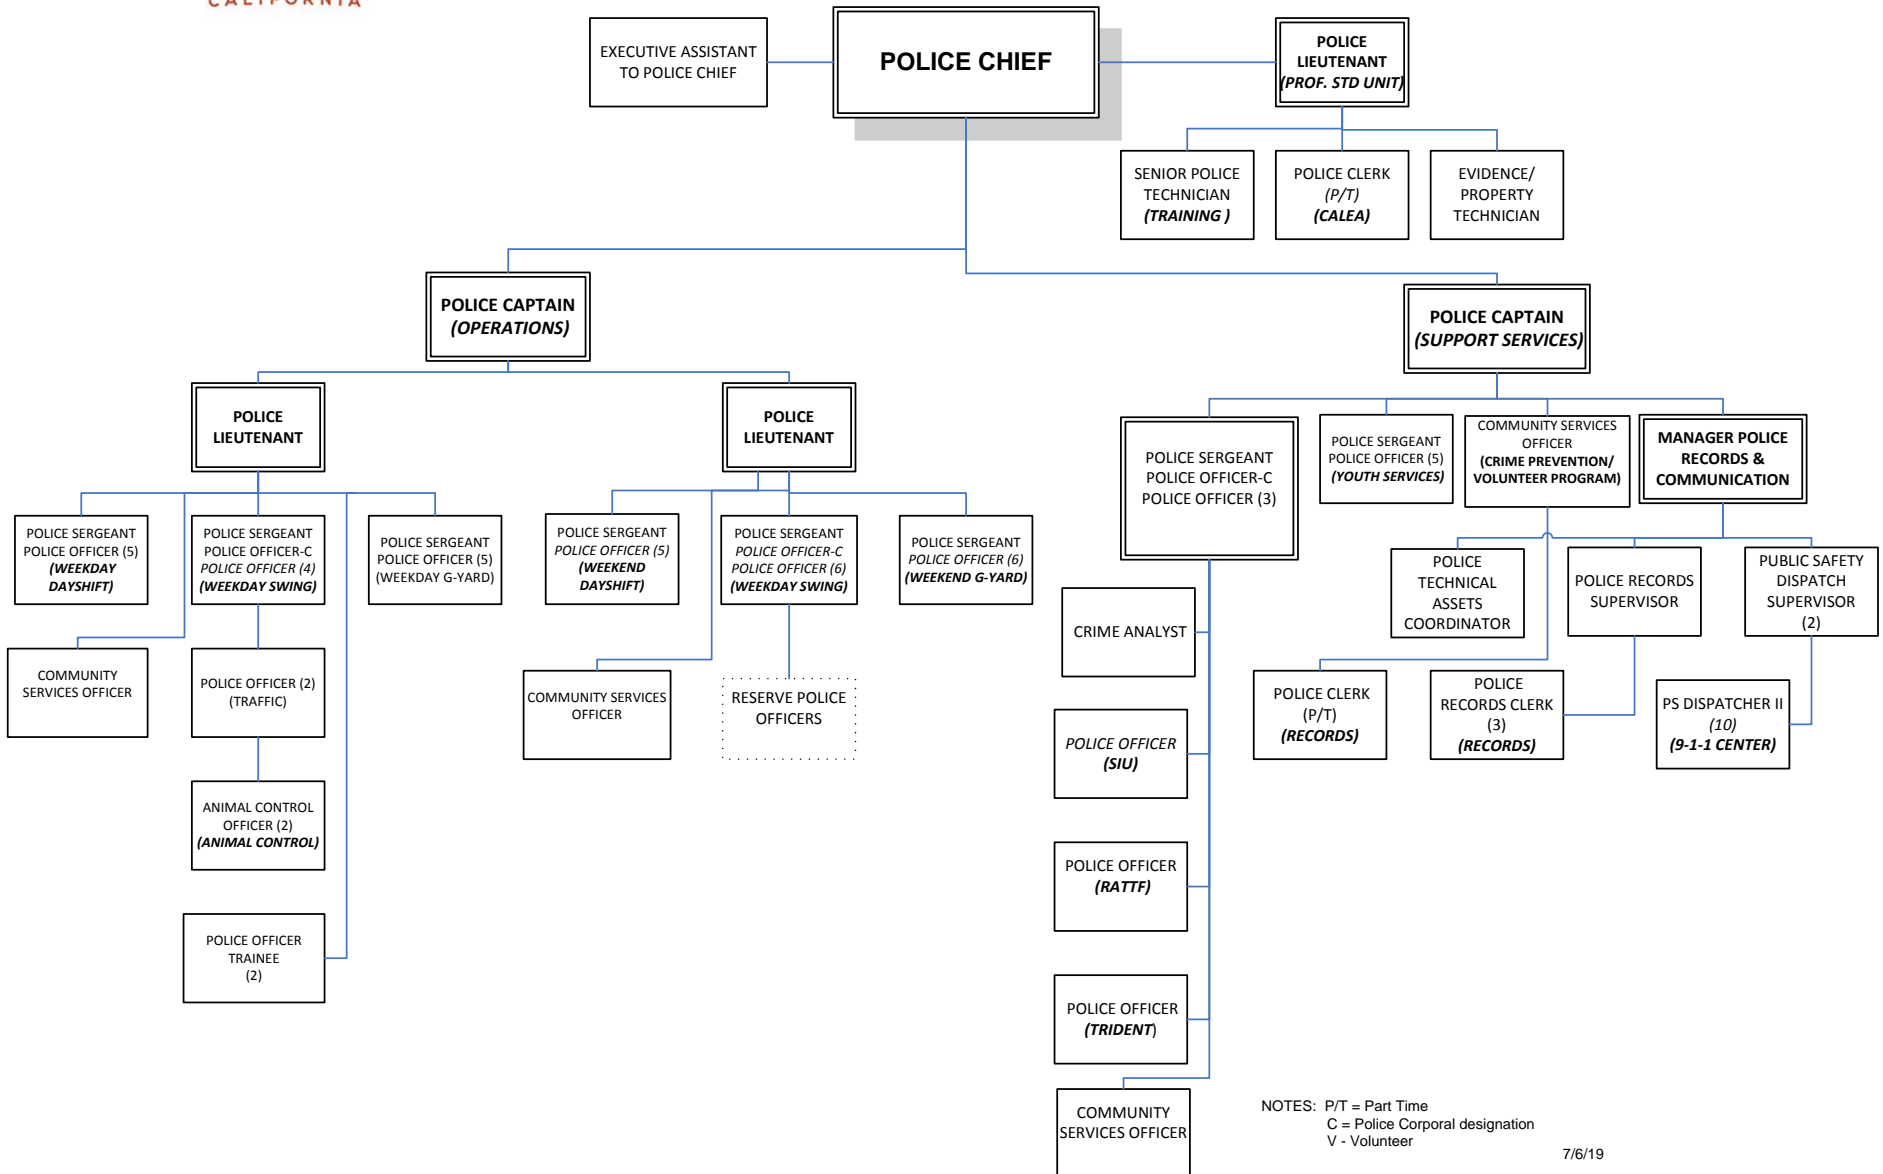 CALIFORNIA
EXECUTIVE ASSISTANT
TO POLICE CHIEF
POLICE CHIEF
POLICE
LIEUTENANT
(PROF. STD UNIT)
SENIOR POLICE
TECHNICIAN
(TRAINING )
POLICE CLERK
(P/T)
(CALEA)
EVIDENCE/
PROPERTY
TECHNICIAN
POLICE CAPTAIN
(OPERATIONS)
POLICE CAPTAIN
(SUPPORT SERVICES)
POLICE
LIEUTENANT
POLICE
LIEUTENANT
POLICE SERGEANT
POLICE OFFICER-C
POLICE OFFICER (3)
POLICE SERGEANT
POLICE OFFICER (5)
(YOUTH SERVICES)
COMMUNITY SERVICES
OFFICER
(CRIME PREVENTION/
VOLUNTEER PROGRAM)
MANAGER POLICE
RECORDS &
COMMUNICATION
POLICE SERGEANT
POLICE OFFICER (5)
(WEEKDAY
DAYSHIFT)
POLICE SERGEANT
POLICE OFFICER-C
POLICE OFFICER (4)
(WEEKDAY SWING)
POLICE SERGEANT
POLICE OFFICER (5)
(WEEKDAY G-YARD)
POLICE SERGEANT
POLICE OFFICER (5)
(WEEKEND
DAYSHIFT)
POLICE SERGEANT
POLICE OFFICER-C
POLICE OFFICER (6)
(WEEKDAY SWING)
POLICE SERGEANT
POLICE OFFICER (6)
(WEEKEND G-YARD)
POLICE
TECHNICAL
ASSETS
COORDINATOR
POLICE RECORDS
SUPERVISOR
PUBLIC SAFETY
DISPATCH
SUPERVISOR
(2)
COMMUNITY
SERVICES OFFICER
POLICE OFFICER (2)
(TRAFFIC)
COMMUNITY SERVICES
OFFICER
RESERVE POLICE
OFFICERS
CRIME ANALYST
POLICE CLERK
(P/T)
(RECORDS)
POLICE
RECORDS CLERK
(3)
(RECORDS)
PS DISPATCHER II
(10)
(9-1-1 CENTER)
POLICE OFFICER
(SIU)
ANIMAL CONTROL
OFFICER (2)
(ANIMAL CONTROL)
POLICE OFFICER
(RATTF)
POLICE OFFICER
TRAINEE
(2)
POLICE OFFICER
(TRIDENT)
COMMUNITY
SERVICES OFFICER
NOTES: P/T = Part Time
C = Police Corporal designation
V - Volunteer
7/6/19